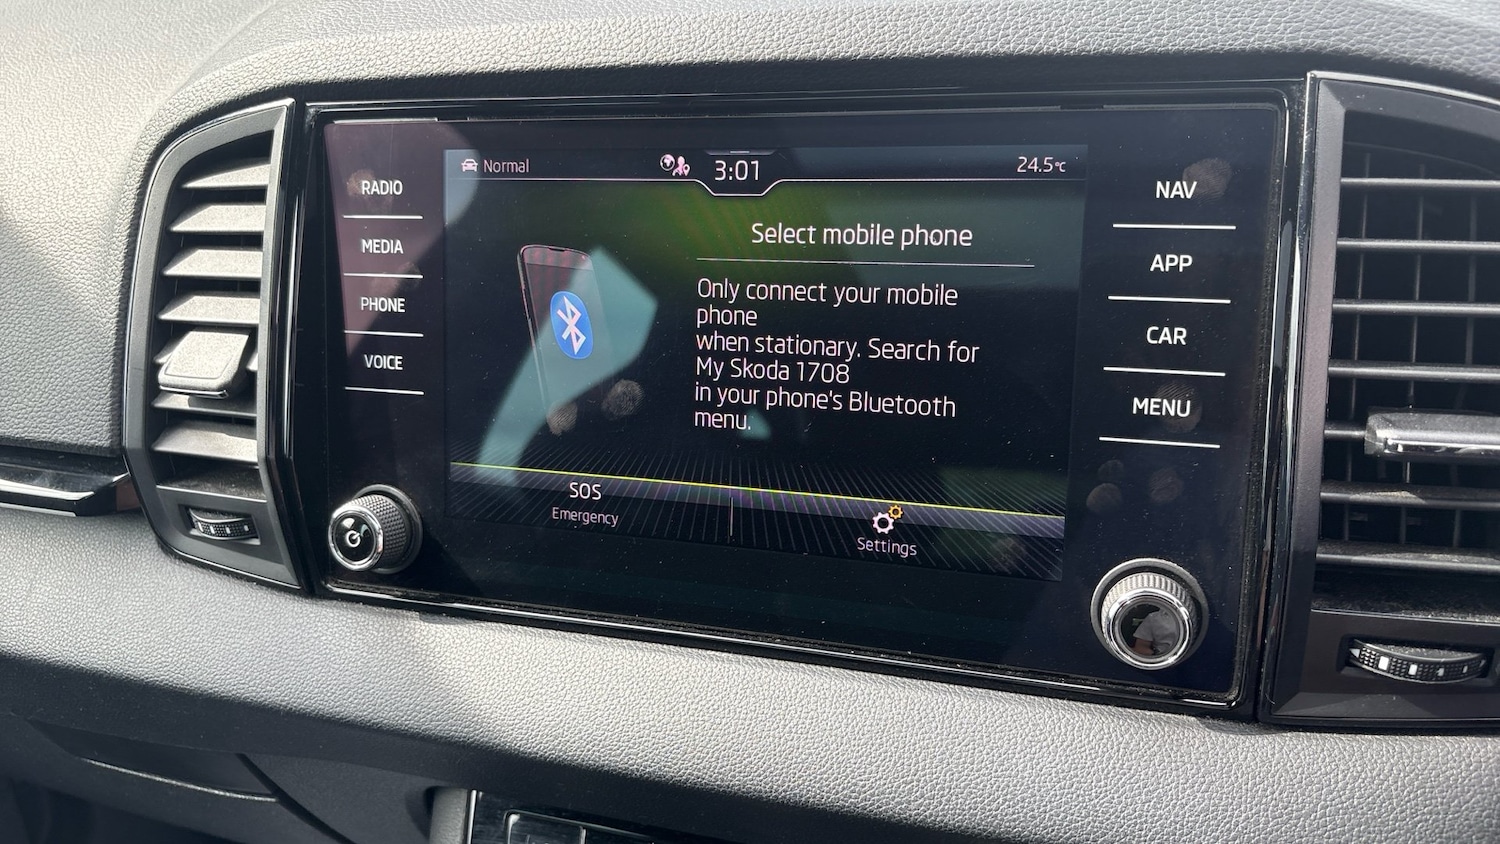 Normal
3:01
24.5°C
RADIO
MEDIA
PHONE
VOICE
Select mobile phone
Only connect your mobile
phone
when stationary. Search for
My Skoda 1708
in your phone's Bluetooth
menu.
SOS
Emergency
Settings
NAV
APP
CAR
MENU